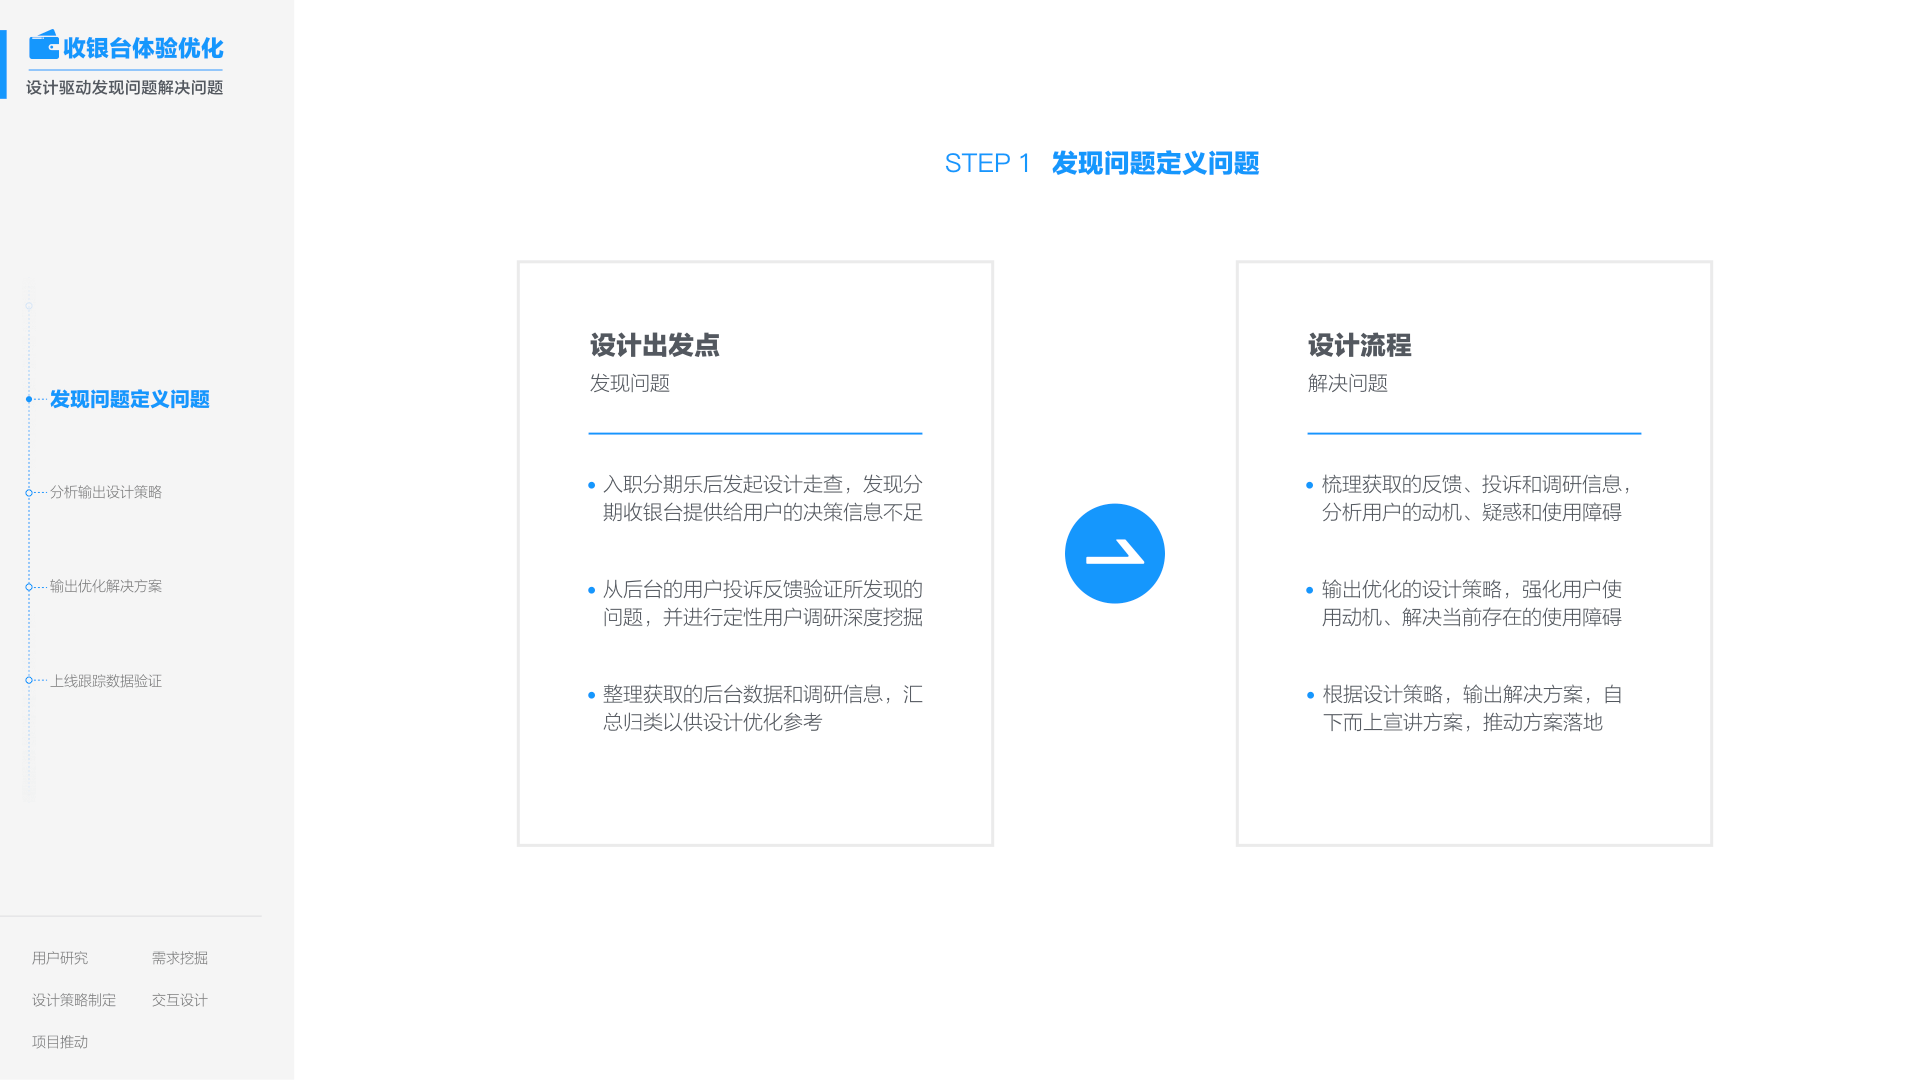 收银台体验优化
设计驱动发现问题解决问题
发现问题定义问题
分析输出设计策略
输出优化解决方案
上线跟踪数据验证
用户研究
需求挖掘
设计策略制定
交互设计
项目推动
STEP 1 发现问题定义问题
设计出发点
发现问题
入职分期乐后发起设计走查，发现分
期收银台提供给用户的决策信息不足
从后台的用户投诉反馈验证所发现的
问题，并进行定性用户调研深度挖掘
整理获取的后台数据和调研信息，汇
总归类以供设计优化参考
设计流程
解决问题
梳理获取的反馈、投诉和调研信息，
分析用户的动机、疑惑和使用障碍
输出优化的设计策略，强化用户使
用动机、解决当前存在的使用障碍
根据设计策略，输出解决方案，自
下而上宣讲方案，推动方案落地